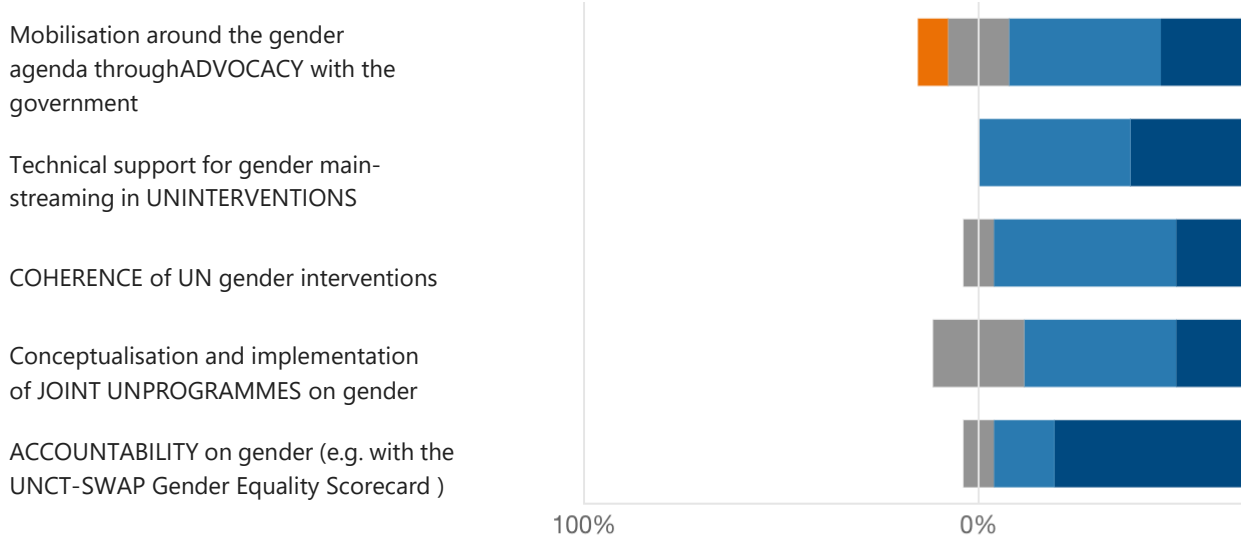 Mobilisation around the gender
agenda throughADVOCACY with the
government
Technical support for gender main-
streaming in UNINTERVENTIONS
COHERENCE of UN gender interventions
Conceptualisation and implementation
of JOINT UNPROGRAMMES on gender
ACCOUNTABILITY on gender (e.g. with the
UNCT-SWAP Gender Equality Scorecard )
100% 0%